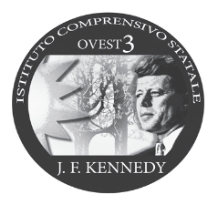 ISTITUTO COMPRENSIVO STATALE
OVEST 3
J. F. KENNEDY